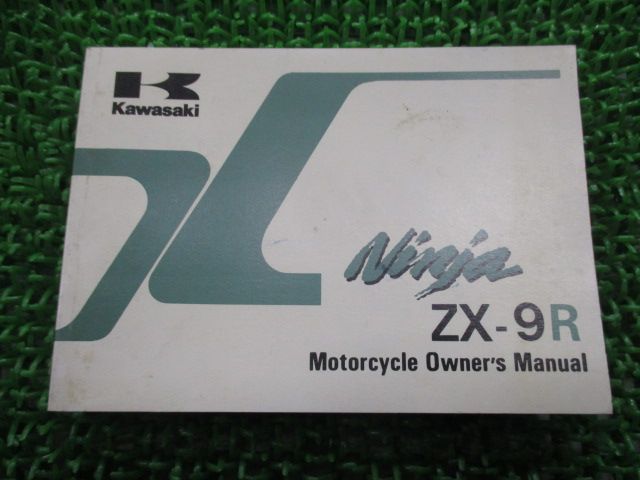 Kawasaki
Ninja
ZX-9R
Motorcycle Owner's Manual